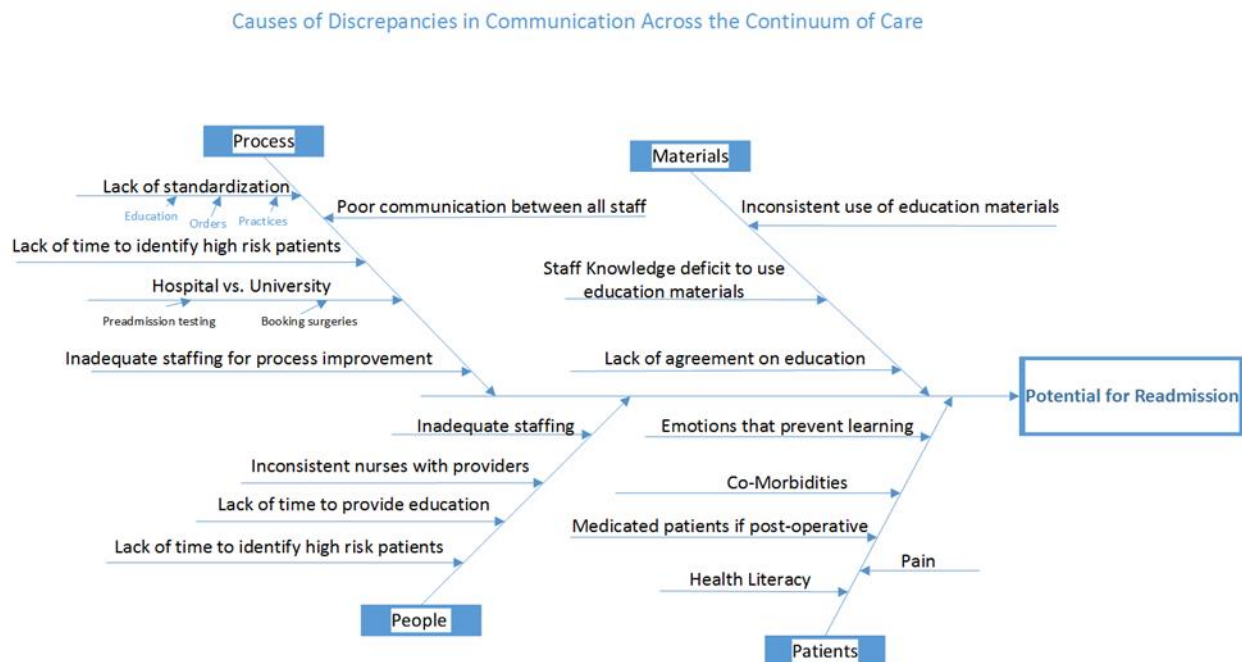 Causes of Discrepancies in Communication Across the Continuum of Care
Process
Materials
Lack of standardization
Education
Orders
Practices
Poor communication between all staff
Inconsistent use of education materials
Lack of time to identify high risk patients
Staff Knowledge deficit to use
education materials
Hospital vs. University
Preadmission testing
Booking surgeries
Inadequate staffing for process improvement
Lack of agreement on education
Potential for Readmission
Inadequate staffing
Emotions that prevent learning
Inconsistent nurses with providers
Co-Morbidities
Lack of time to provide education
Medicated patients if post-operative
Lack of time to identify high risk patients
Pain
Health Literacy
People
Patients